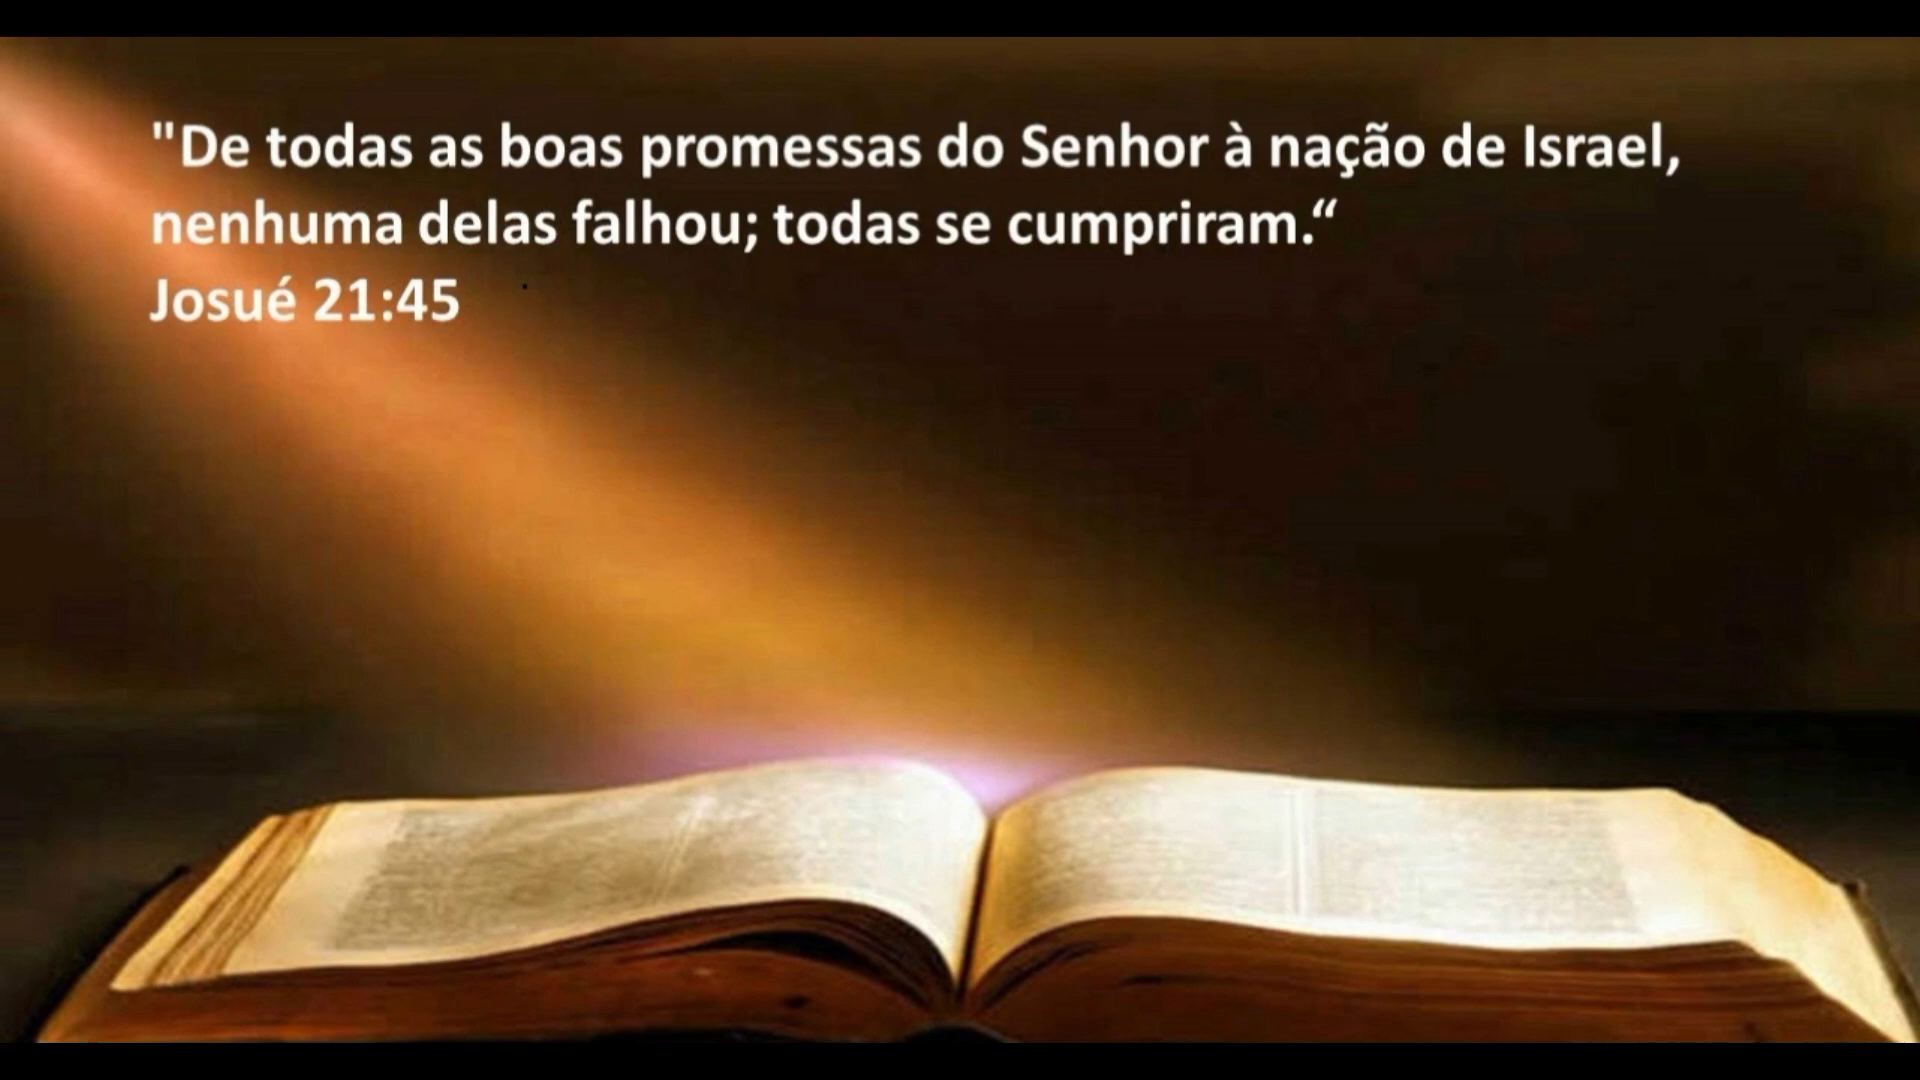 "De todas as boas promessas do Senhor à nação de Israel,
nenhuma delas falhou; todas se cumpriram.“
Josué 21:45